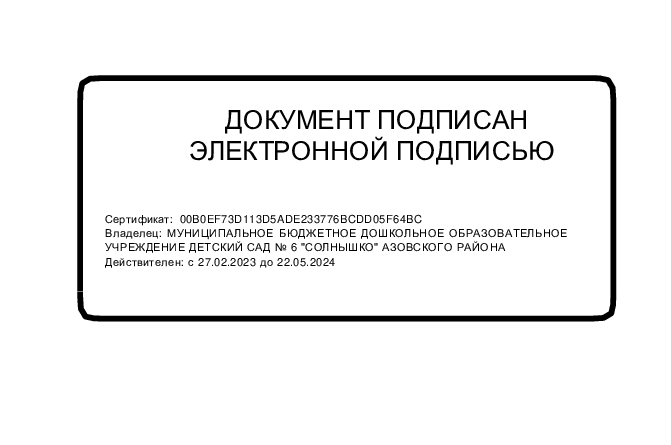 ДОКУМЕНТ ПОДПИСАН
ЭЛЕКТРОННОЙ ПОДПИСЬЮ
Сертификат: 00B0EF73D113D5ADE233776BCDD05F64BC
Владелец: МУНИЦИПАЛЬНОЕ БЮДЖЕТНОЕ ДОШКОЛЬНОЕ ОБРАЗОВАТЕЛЬНОЕ
УЧРЕЖДЕНИЕ ДЕТСКИЙ САД № 6 "СОЛНЫШКО" АЗОВСКОГО РАЙОНА
Действителен: с 27.02.2023 до 22.05.2024